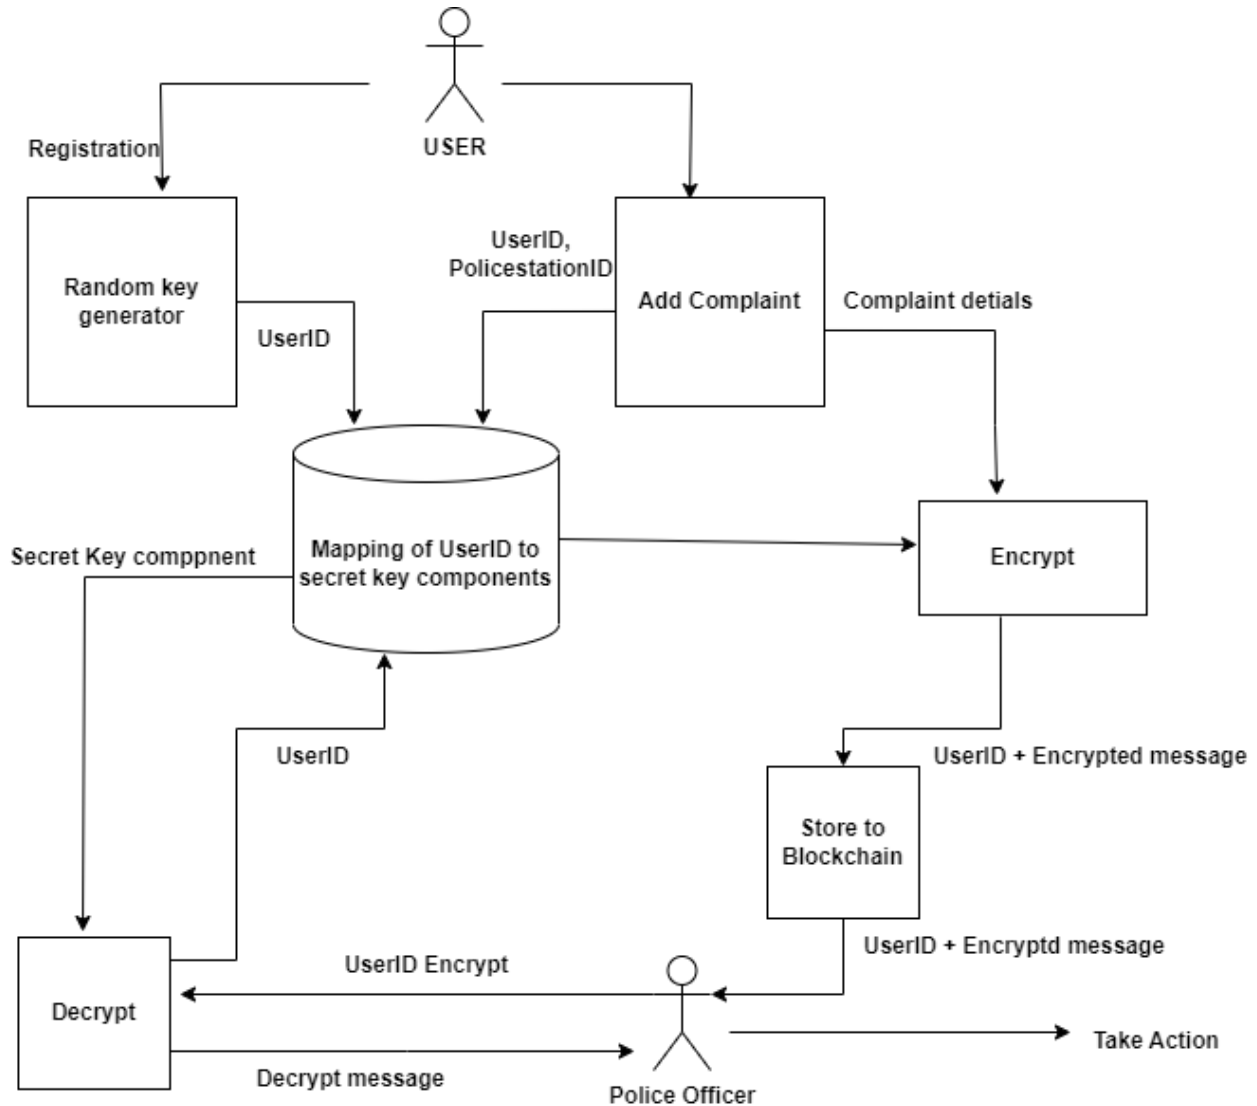 USER
Registration
UserID,
PolicestationID
Random key
generator
Add Complaint
Complaint detials
UserID
Mapping of UserID to
secret key components
Secret Key comppnent
Encrypt
UserID
UserID + Encrypted message
Store to
Blockchain
UserID + Encryptd message
UserID Encrypt
Decrypt
Take Action
Decrypt message
Police Officer